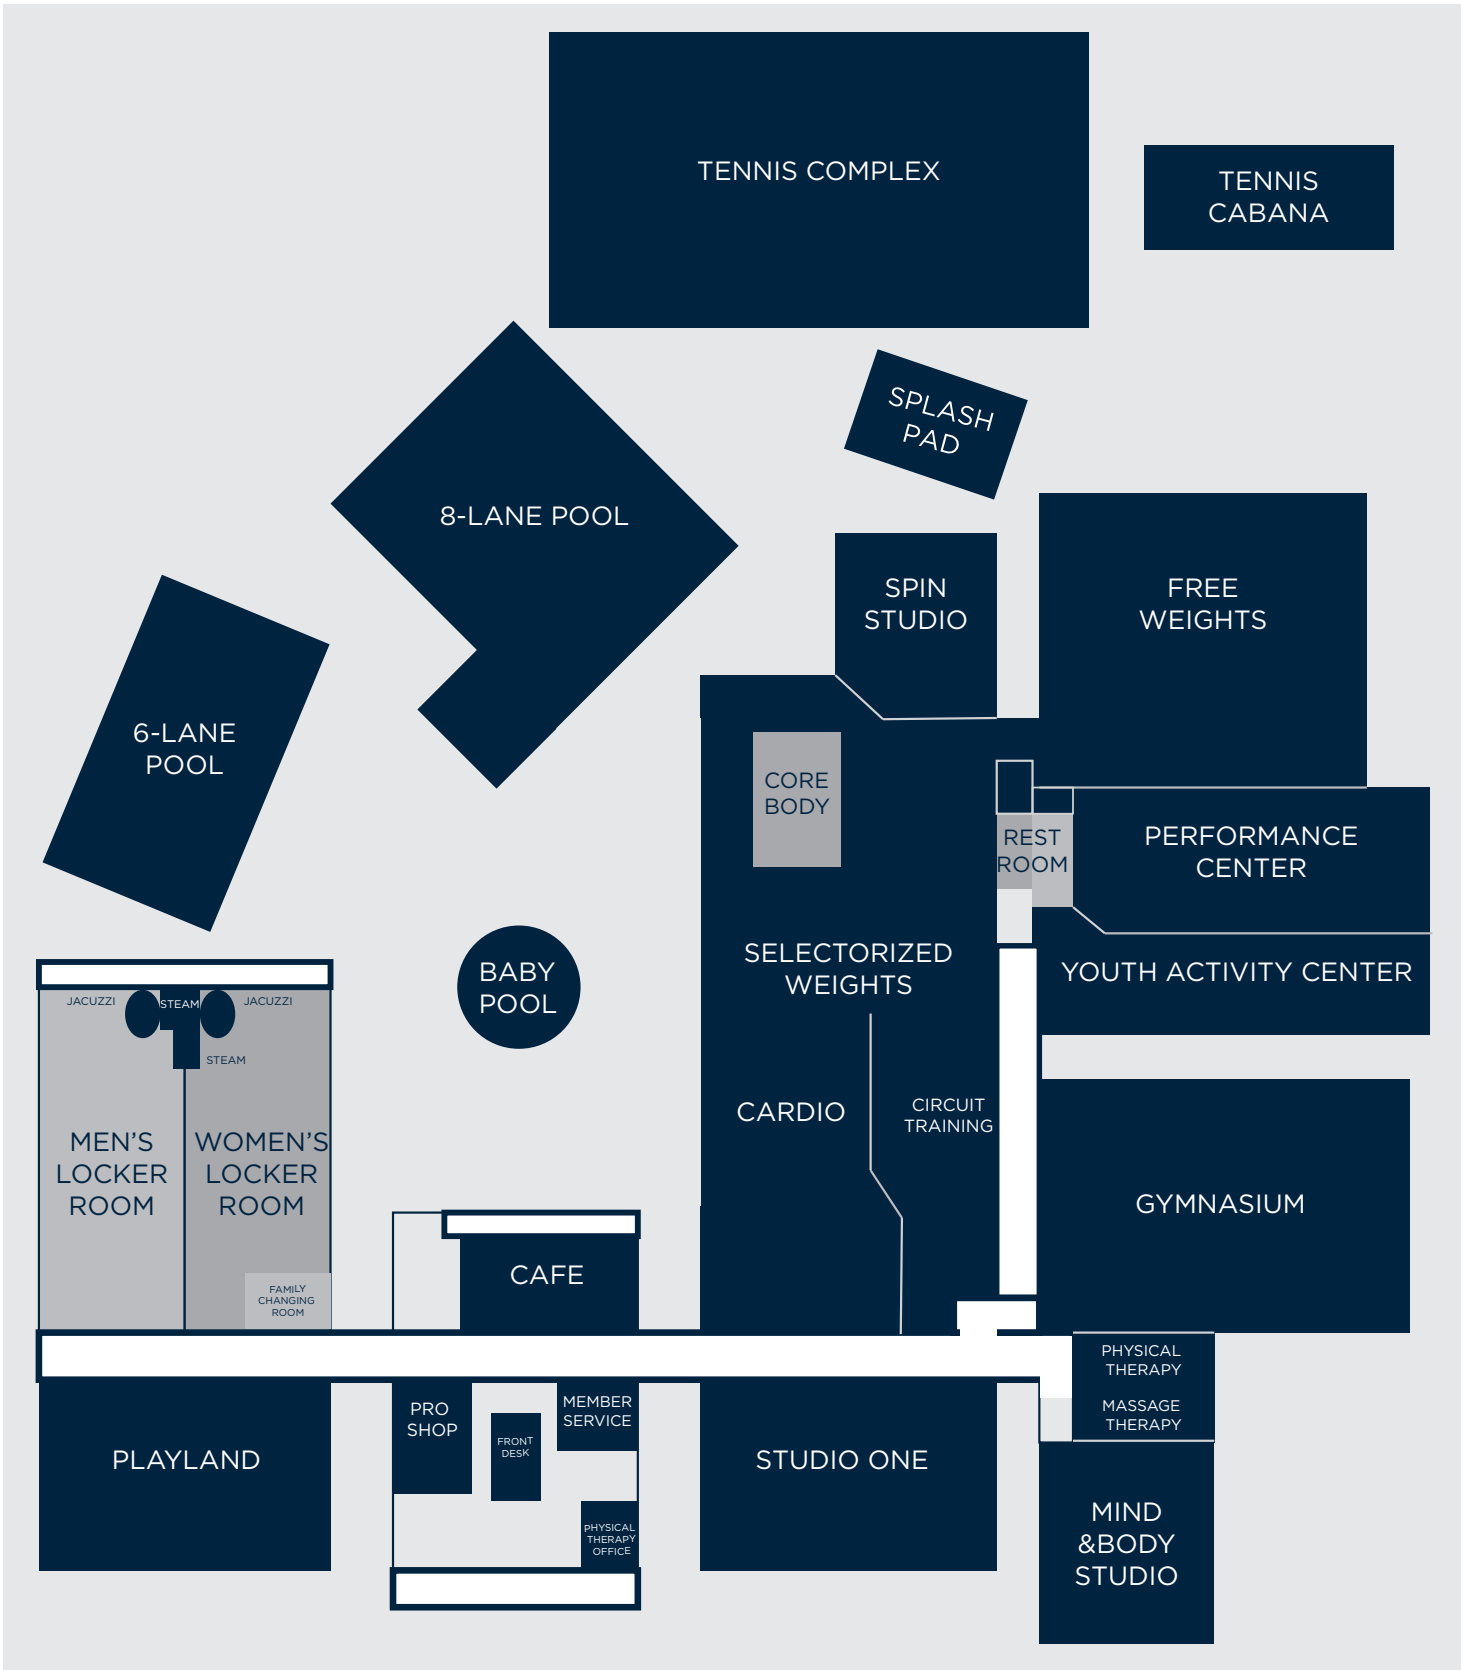 TENNIS COMPLEX
TENNIS
CABANA
SPLASH
PAD
8-LANE POOL
SPIN
STUDIO
FREE
WEIGHTS
6-LANE
POOL
CORE
BODY
REST
ROOM
PERFORMANCE
CENTER
SELECTORIZED
WEIGHTS
YOUTH ACTIVITY CENTER
BABY
POOL
JACUZZI
STEAM
JACUZZI
STEAM
CARDIO
CIRCUIT
TRAINING
MEN'S
LOCKER
ROOM
WOMEN'S
LOCKER
ROOM
GYMNASIUM
CAFE
FAMILY
CHANGING
ROOM
PHYSICAL
THERAPY
MASSAGE
THERAPY
PRO
SHOP
MEMBER
SERVICE
FRONT
DESK
PLAYLAND
STUDIO ONE
PHYSICAL
THERAPY
OFFICE
MIND
&BODY
STUDIO